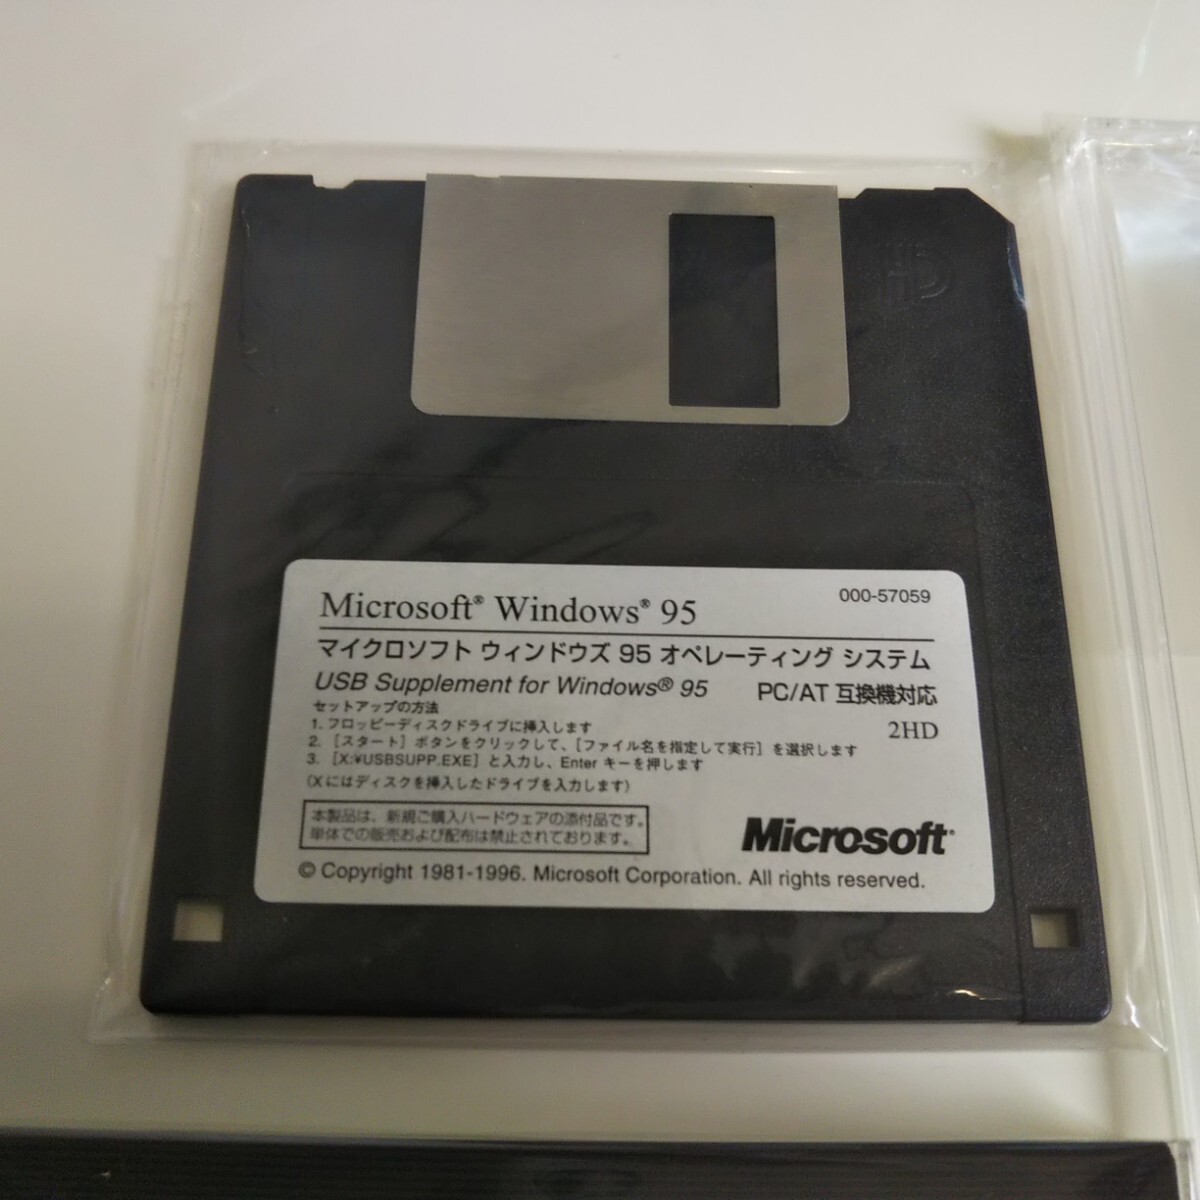 HD
Microsoft® Windows® 95
000-57059
マイクロソフト ウィンドウズ 95 オペレーティング システム
USB Supplement for Windows® 95
PC/AT 互換機対応
セットアップの方法
2HD
1. フロッピーディスクドライブに挿入します
2. [スタート] ボタンをクリックして、[ファイル名を指定して実行] を選択します
3. [X:¥USBSUPP.EXE] と入力し、Enter キーを押します
(Xにはディスクを挿入したドライブを入力します)
本製品は、新規ご購入ハードウェアの添付品です。
単体での販売および配布は禁止されております。
Microsoft®
© Copyright 1981-1996. Microsoft Corporation. All rights reserved.